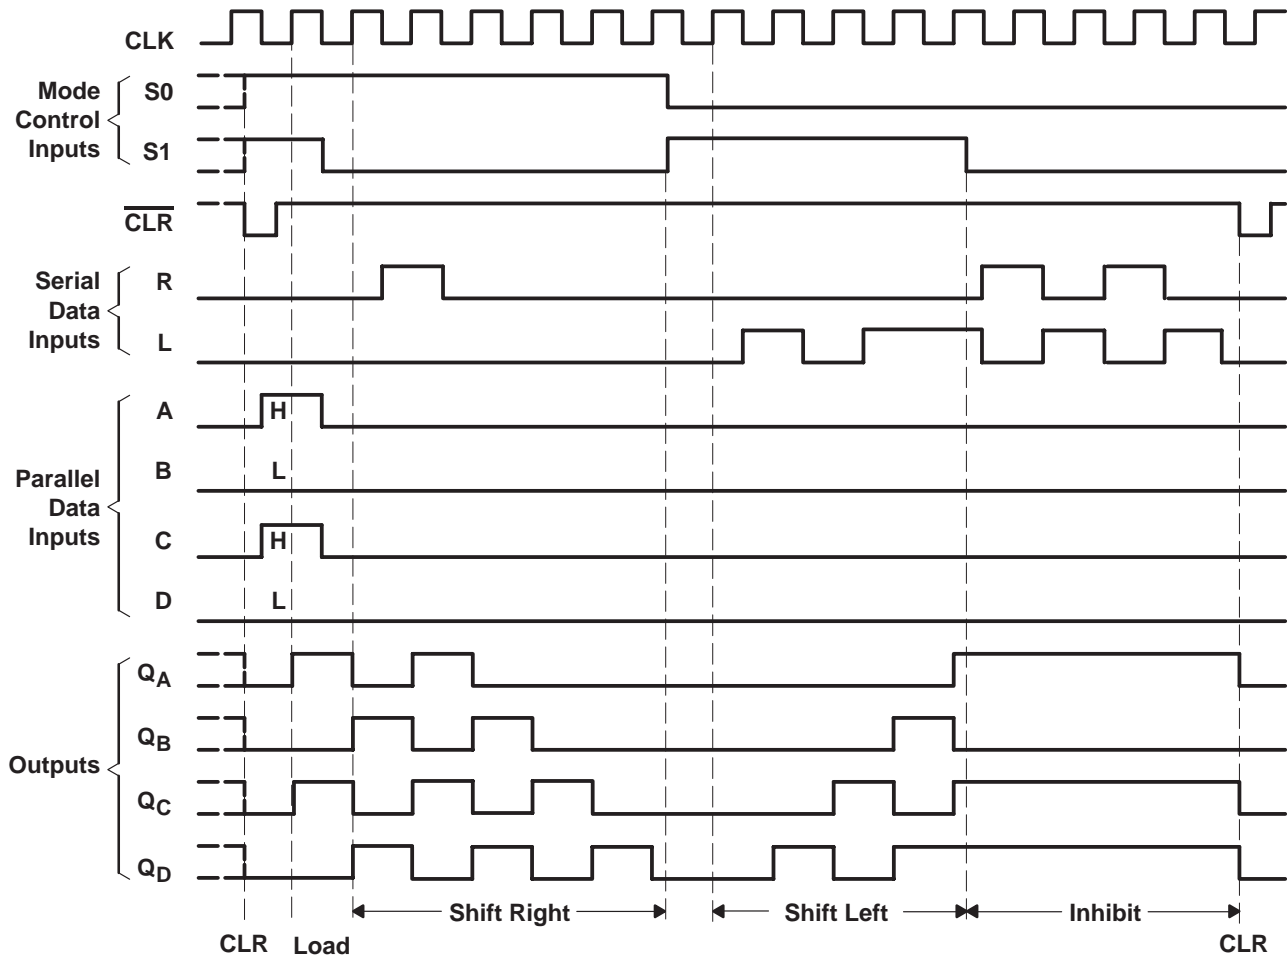 CLK
Mode
Control
Inputs
S0
S1
CLR
Serial
Data
Inputs
R
L
Parallel
Data
Inputs
A
H
B
L
C
H
D
L
Outputs
QA
QB
QC
QD
Shift Right
Shift Left
Inhibit
CLR
Load
CLR